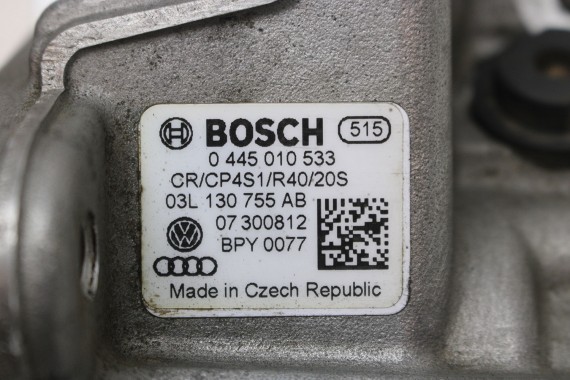 BOSCH 515
0 445 010 533
CR/CP4S1/R40/20S
03L 130 755 AB
07 300812
BPY 0077
Made in Czech Republic